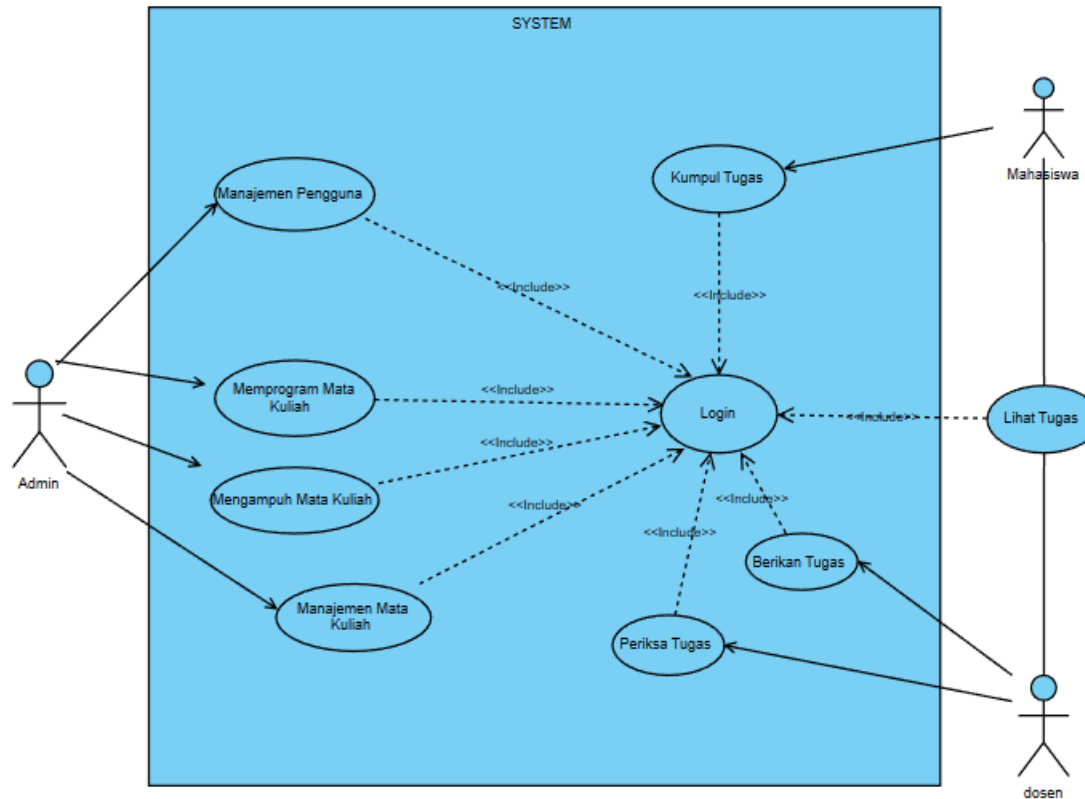 SYSTEM
Mahasiswa
Manajemen Pengguna
Kumpul Tugas
<<Include>>
<<Include>>
Memprogram Mata
Kuliah
<<Include>>
Login
<<Include>>
Lihat Tugas
Admin
Mengampuh Mata Kuliah
<<Include>>
<<Include>>
<<Include>>
<<Include>>
Berikan Tugas
Manajemen Mata
Kuliah
Periksa Tugas
dosen